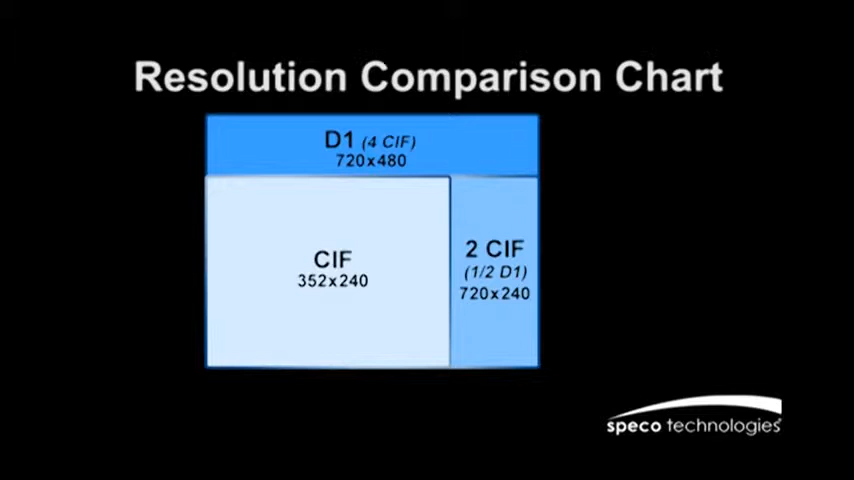 Resolution Comparison Chart
D1 (4 CIF)
720x480
CIF
352x240
2 CIF
(1/2 D1)
720x240
speco technologies